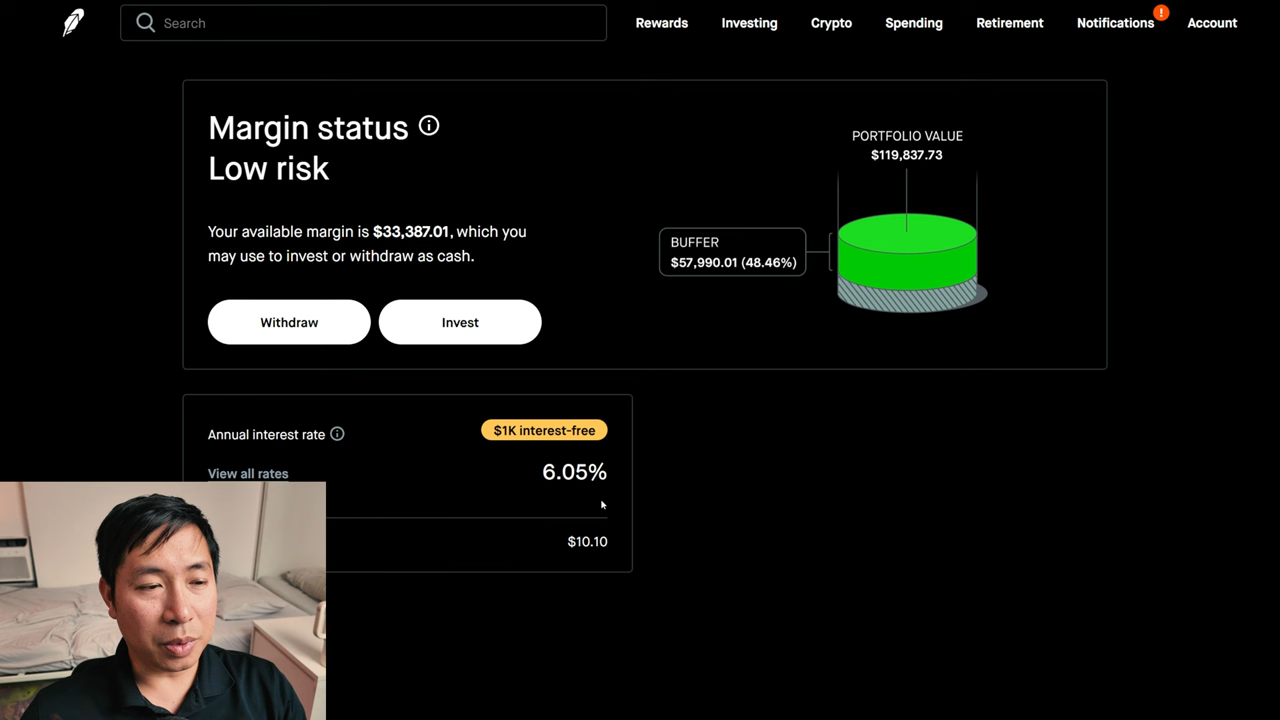 Search
Rewards
Investing
Crypto
Spending
Retirement
Notifications
!
Account
Margin status
Low risk
Your available margin is $33,387.01, which you
may use to invest or withdraw as cash.
Withdraw
Invest
PORTFOLIO VALUE
$119,837.73
BUFFER
$57,990.01 (48.46%)
Annual interest rate
$1K interest-free
View all rates
6.05%
$10.10